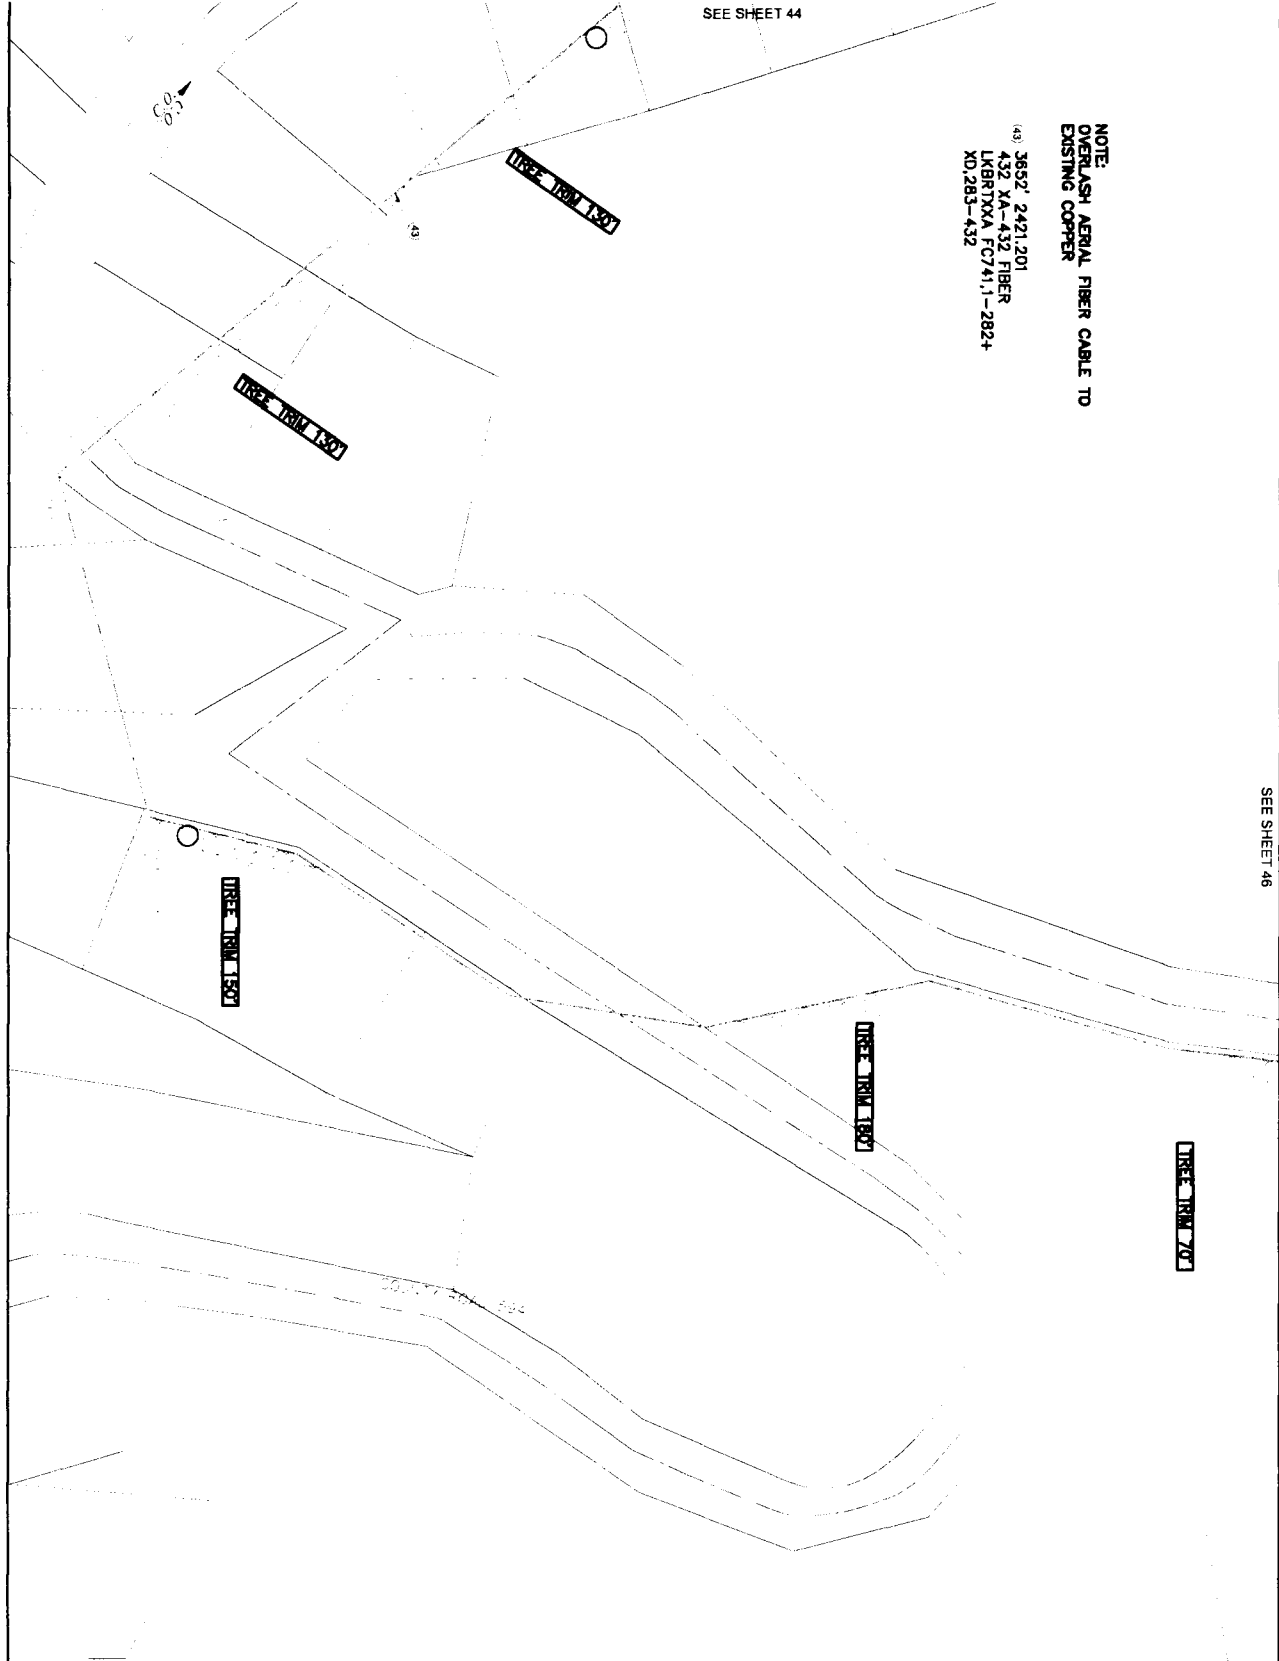 SEE SHEET 44
NOTE:
OVERLASH AERIAL FIBER CABLE TO
EXISTING COPPER
(43) 3652' 2421.201
432 XA-432 FIBER
LKBRTXXA FC741,1-282+
XD,283-432
TREE TRIM 130'
(43)
TREE TRIM 130'
SEE SHEET 46
TREE TRIM 150'
TREE TRIM 180'
TREE TRIM 70'